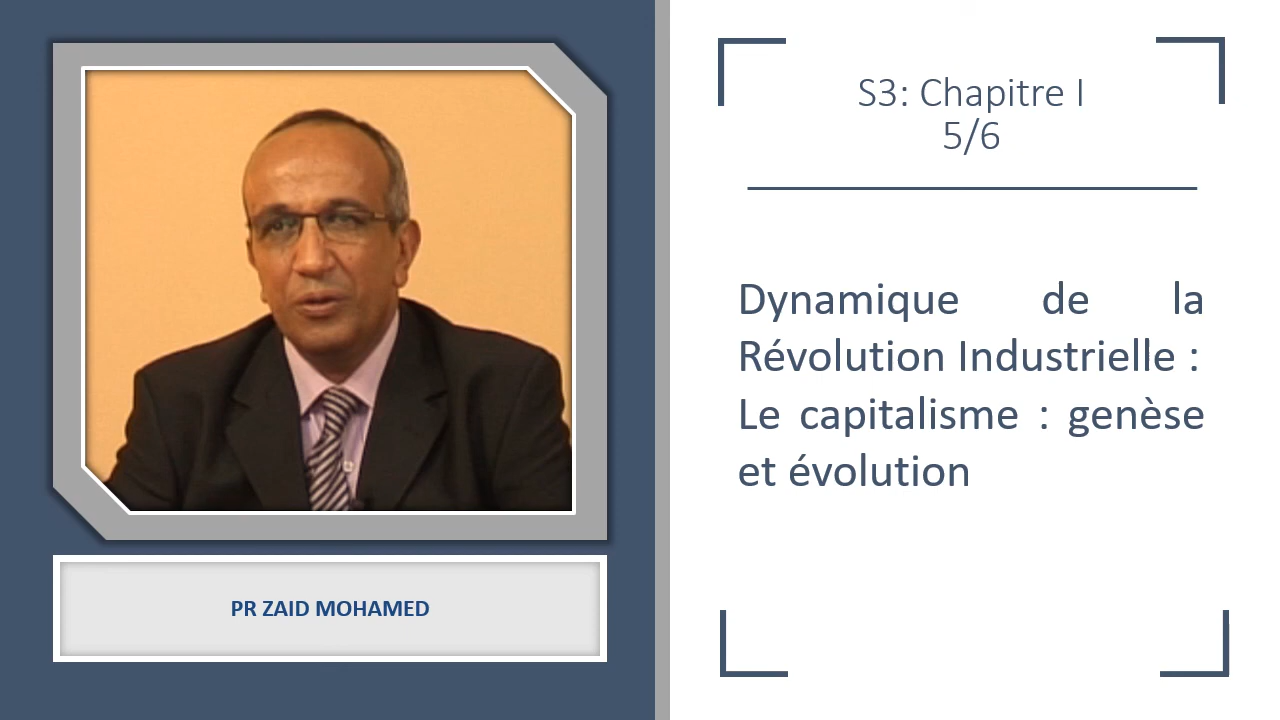 PR ZAID MOHAMED
S3: Chapitre I
5/6
Dynamique de la
Révolution Industrielle :
Le capitalisme : genèse
et évolution